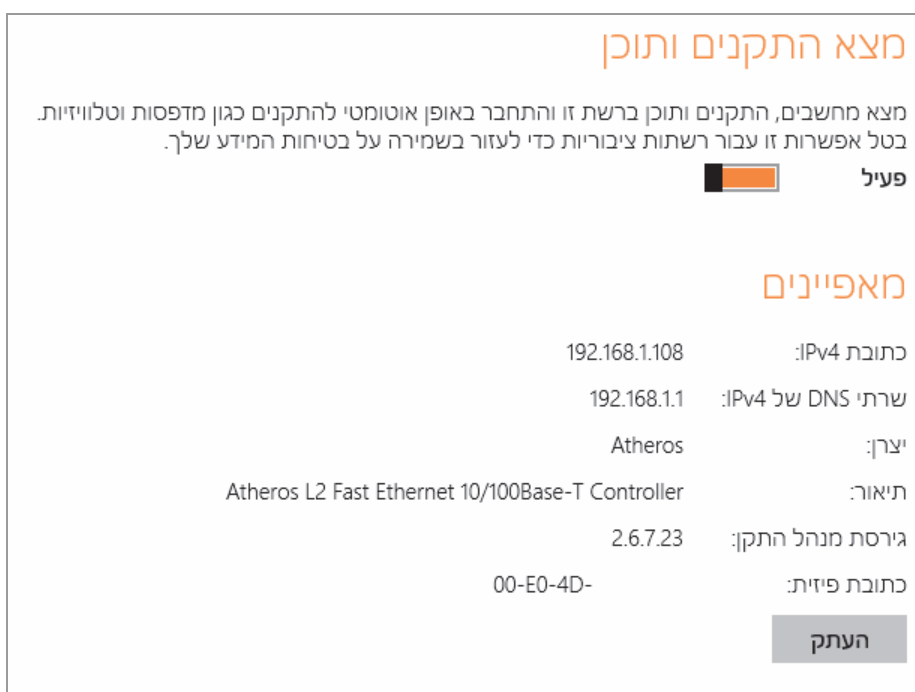 מצא התקנים ותוכן
מצא מחשבים, התקנים ותוכן ברשת זו והתחבר באופן אוטומטי להתקנים כגון מדפסות וטלוויזיות.
בטל אפשרות זו עבור רשתות ציבוריות כדי לעזור בשמירה על בטיחות המידע שלך.
פעיל
מאפיינים
כתובת IPv4: 192.168.1.108
שרתי DNS של IPv4: 192.168.1.1
יצרן: Atheros
תיאור: Atheros L2 Fast Ethernet 10/100Base-T Controller
גירסת מנהל התקן: 2.6.7.23
כתובת פיזית: 00-E0-4D-
העתק